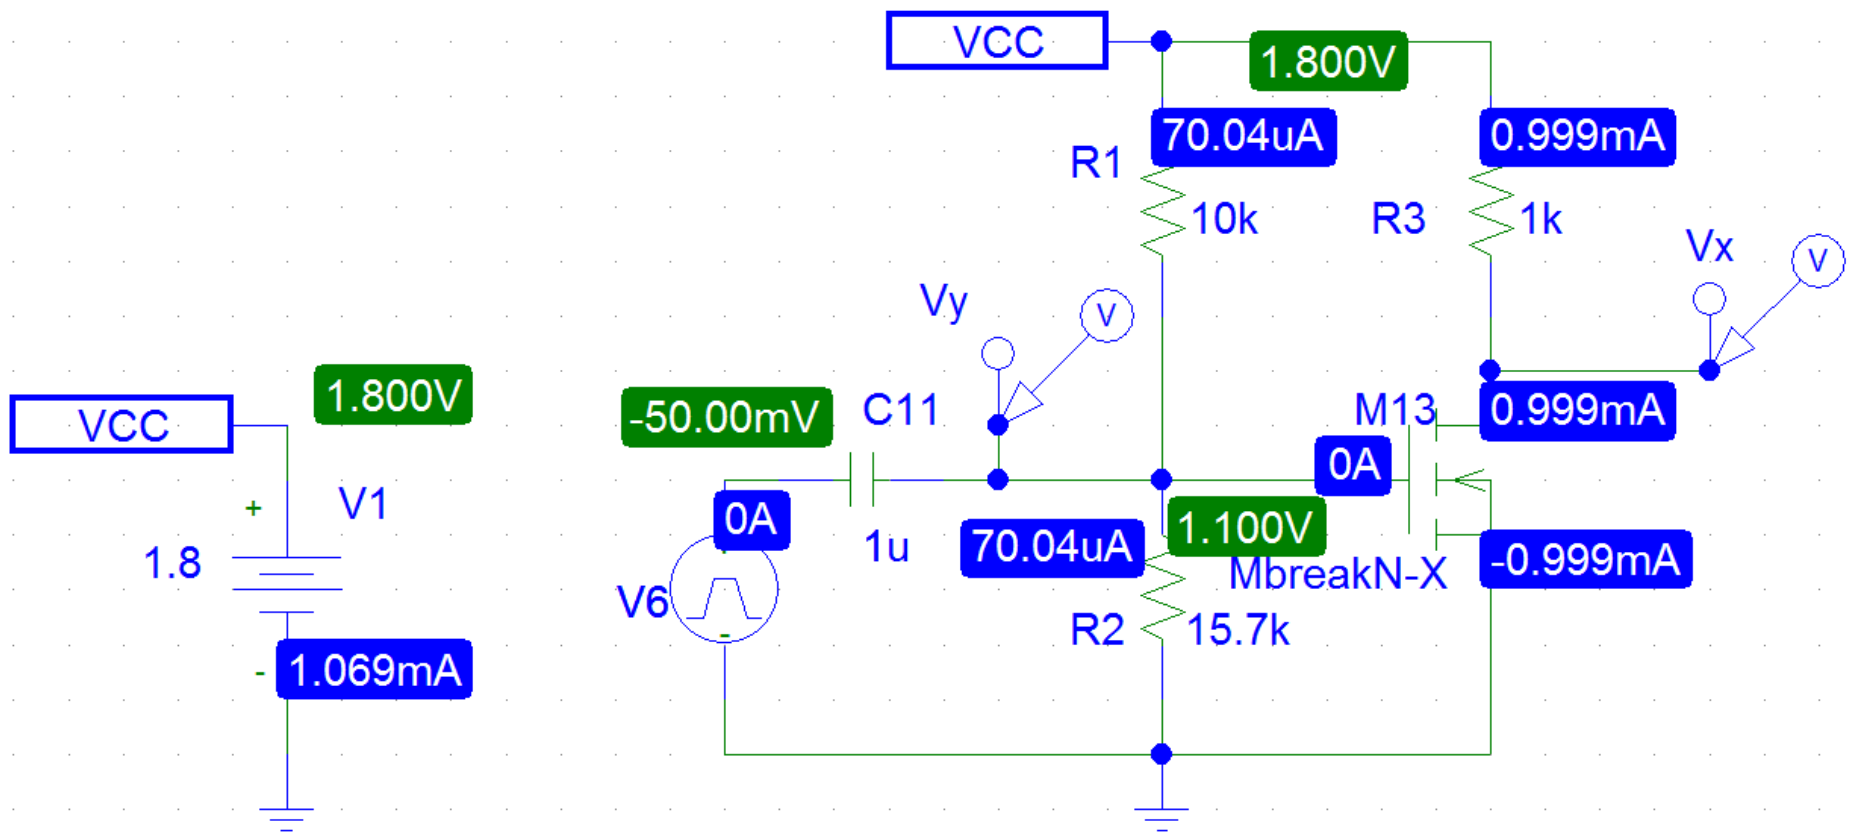 VCC
1.800V
70.04uA
0.999mA
R1
10k
R3
1k
Vx
V
Vy
V
1.800V
VCC
-50.00mV
C11
M13
0.999mA
0A
+
V1
0A
1u
70.04uA
1.100V
1.8
MbreakN-X
-0.999mA
V6
-
R2
15.7k
-
1.069mA